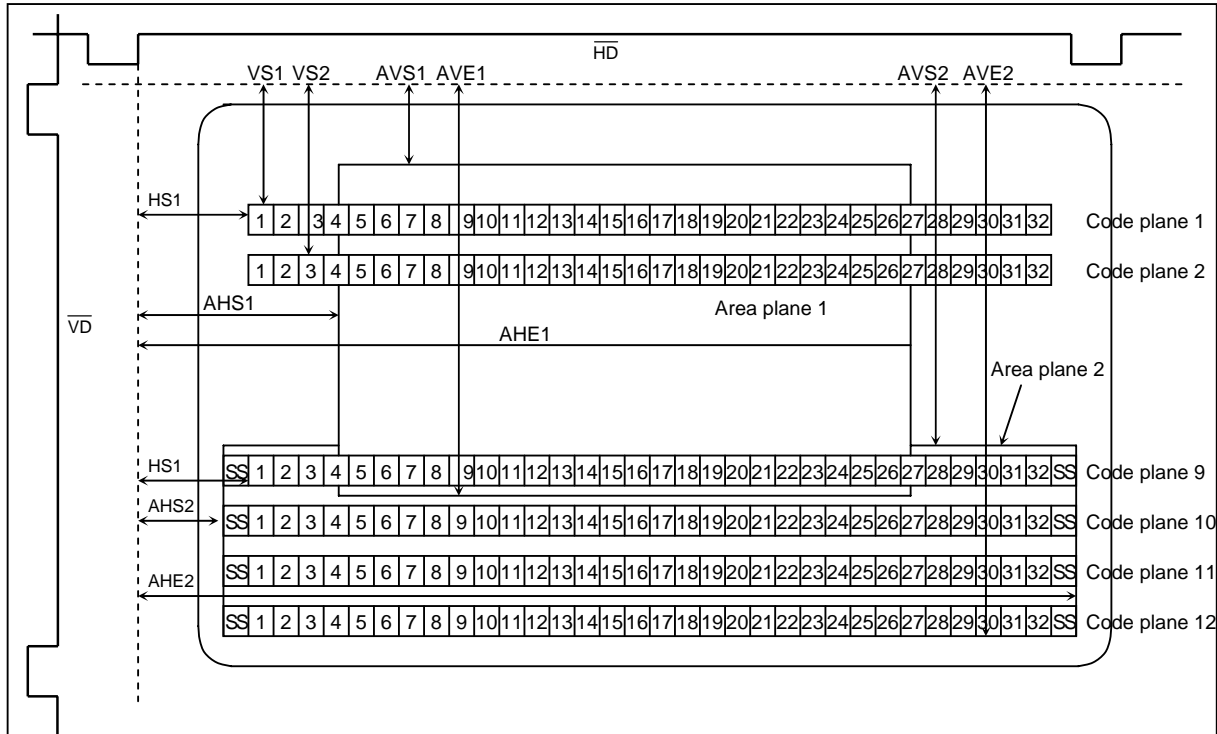 HD
VS1 VS2 AVS1 AVE1 AVS2 AVE2
HS1
1 2 3 4 5 6 7 8 9 10 11 12 13 14 15 16 17 18 19 20 21 22 23 24 25 26 27 28 29 30 31 32 Code plane 1
1 2 3 4 5 6 7 8 9 10 11 12 13 14 15 16 17 18 19 20 21 22 23 24 25 26 27 28 29 30 31 32 Code plane 2
AHS1 Area plane 1
VD
AHE1
Area plane 2
HS1
SS 1 2 3 4 5 6 7 8 9 10 11 12 13 14 15 16 17 18 19 20 21 22 23 24 25 26 27 28 29 30 31 32 SS Code plane 9
AHS2
SS 1 2 3 4 5 6 7 8 9 10 11 12 13 14 15 16 17 18 19 20 21 22 23 24 25 26 27 28 29 30 31 32 SS Code plane 10
SS 1 2 3 4 5 6 7 8 9 10 11 12 13 14 15 16 17 18 19 20 21 22 23 24 25 26 27 28 29 30 31 32 SS Code plane 11
AHE2
SS 1 2 3 4 5 6 7 8 9 10 11 12 13 14 15 16 17 18 19 20 21 22 23 24 25 26 27 28 29 30 31 32 SS Code plane 12